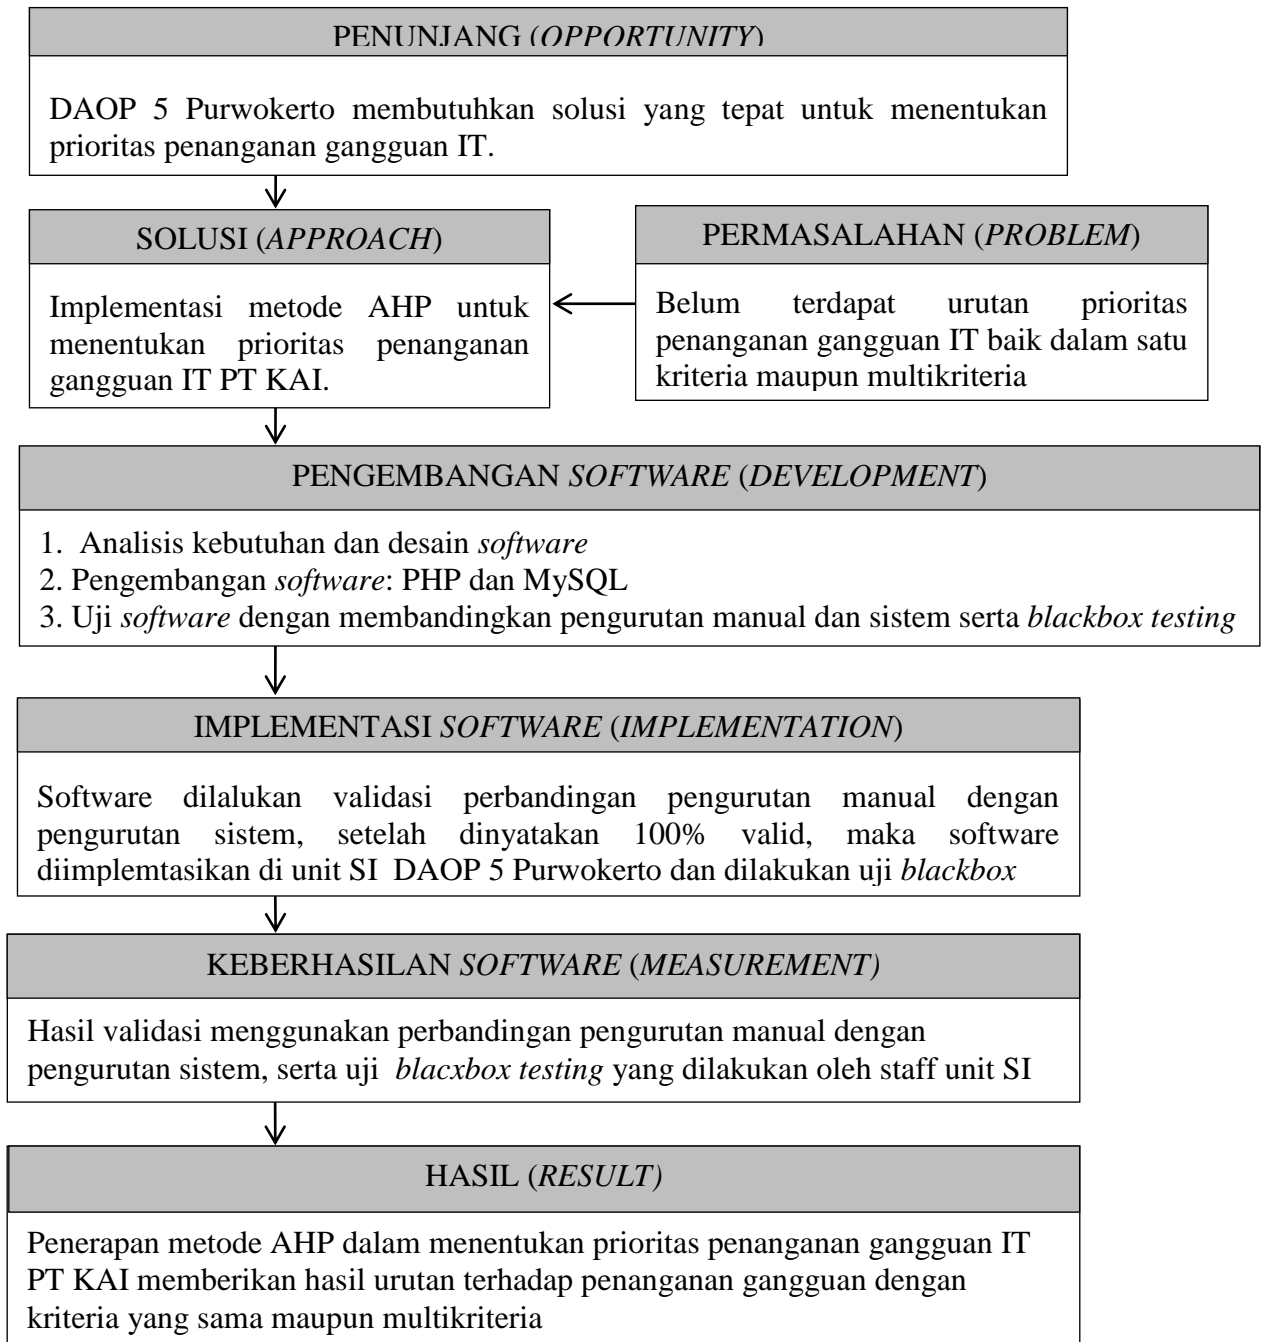 PENUNJANG (OPPORTUNITY)
DAOP 5 Purwokerto membutuhkan solusi yang tepat untuk menentukan
prioritas penanganan gangguan IT.
SOLUSI (APPROACH)
Implementasi metode AHP untuk
menentukan prioritas penanganan
gangguan IT PT KAI.
PERMASALAHAN (PROBLEM)
Belum terdapat urutan prioritas
penanganan gangguan IT baik dalam satu
kriteria maupun multikriteria
PENGEMBANGAN SOFTWARE (DEVELOPMENT)
1. Analisis kebutuhan dan desain software
2. Pengembangan software: PHP dan MySQL
3. Uji software dengan membandingkan pengurutan manual dan sistem serta blackbox testing
IMPLEMENTASI SOFTWARE (IMPLEMENTATION)
Software dilalukan validasi perbandingan pengurutan manual dengan
pengurutan sistem, setelah dinyatakan 100% valid, maka software
diimplemtasikan di unit SI DAOP 5 Purwokerto dan dilakukan uji blackbox
KEBERHASILAN SOFTWARE (MEASUREMENT)
Hasil validasi menggunakan perbandingan pengurutan manual dengan
pengurutan sistem, serta uji blacxbox testing yang dilakukan oleh staff unit SI
HASIL (RESULT)
Penerapan metode AHP dalam menentukan prioritas penanganan gangguan IT
PT KAI memberikan hasil urutan terhadap penanganan gangguan dengan
kriteria yang sama maupun multikriteria